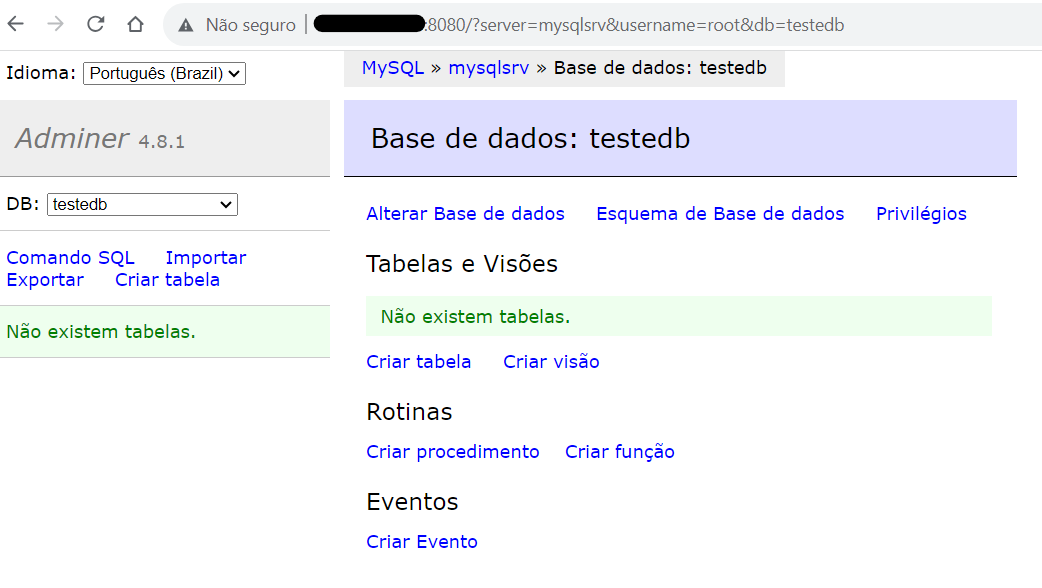 Não seguro :8080/?server=mysqlsrv&username=root&db=testedb
Idioma: Português (Brazil)
MySQL » mysqlsrv » Base de dados: testedb
Adminer 4.8.1
Base de dados: testedb
DB: testedb
Alterar Base de dados Esquema de Base de dados Privilégios
Comando SQL Importar
Exportar Criar tabela
Não existem tabelas.
Tabelas e Visões
Não existem tabelas.
Criar tabela Criar visão
Rotinas
Criar procedimento Criar função
Eventos
Criar Evento